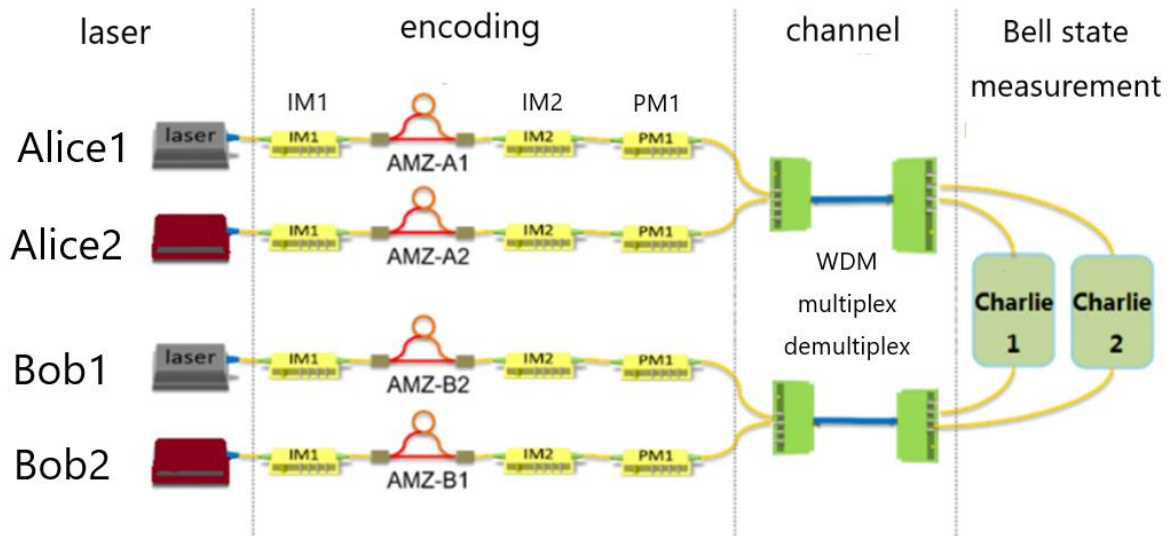 laser
encoding
channel
Bell state
measurement
IM1
IM2
PM1
Alice1
laser
IM1
AMZ-A1
IM2
PM1
Alice2
IM1
AMZ-A2
IM2
PM1
WDM
multiplex
demultiplex
Charlie
1
Charlie
2
Bob1
laser
IM1
AMZ-B2
IM2
PM1
Bob2
IM1
AMZ-B1
IM2
PM1